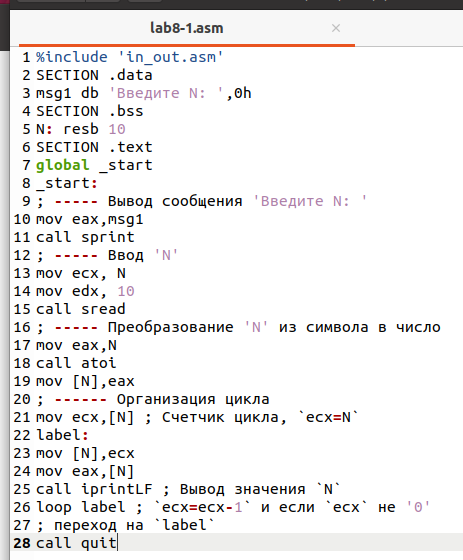 lab8-1.asm ×
1 %include 'in_out.asm'
2 SECTION .data
3 msg1 db 'Введите N: ',0h
4 SECTION .bss
5 N: resb 10
6 SECTION .text
7 global _start
8 _start:
9 ; ----- Вывод сообщения 'Введите N: '
10 mov eax,msg1
11 call sprint
12 ; ----- Ввод 'N'
13 mov ecx, N
14 mov edx, 10
15 call sread
16 ; ----- Преобразование 'N' из символа в число
17 mov eax,N
18 call atoi
19 mov [N],eax
20 ; ------ Организация цикла
21 mov ecx,[N] ; Счетчик цикла, `ecx=N`
22 label:
23 mov [N],ecx
24 mov eax,[N]
25 call iprintLF ; Вывод значения `N`
26 loop label ; `ecx=ecx-1` и если `ecx` не '0'
27 ; переход на `label`
28 call quit